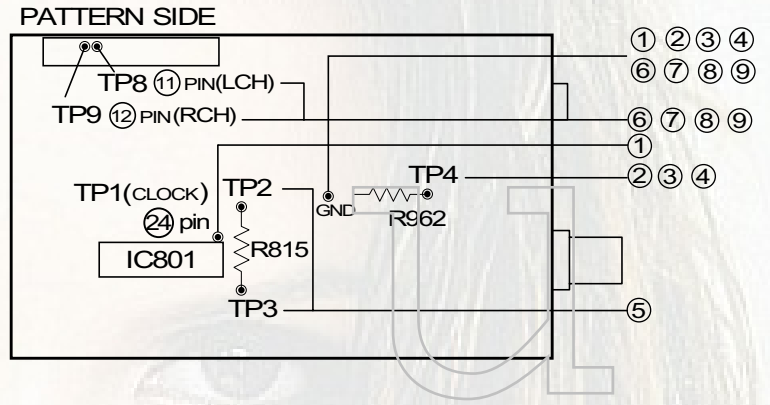 PATTERN SIDE
① ② ③ ④
⑥ ⑦ ⑧ ⑨
TP8 ⑪ PIN(LCH)
TP9 ⑫ PIN(RCH)
⑥ ⑦ ⑧ ⑨
①
TP4
② ③ ④
TP1(CLOCK)
TP2
㉔ pin
GND
R962
IC801
R815
TP3
⑤